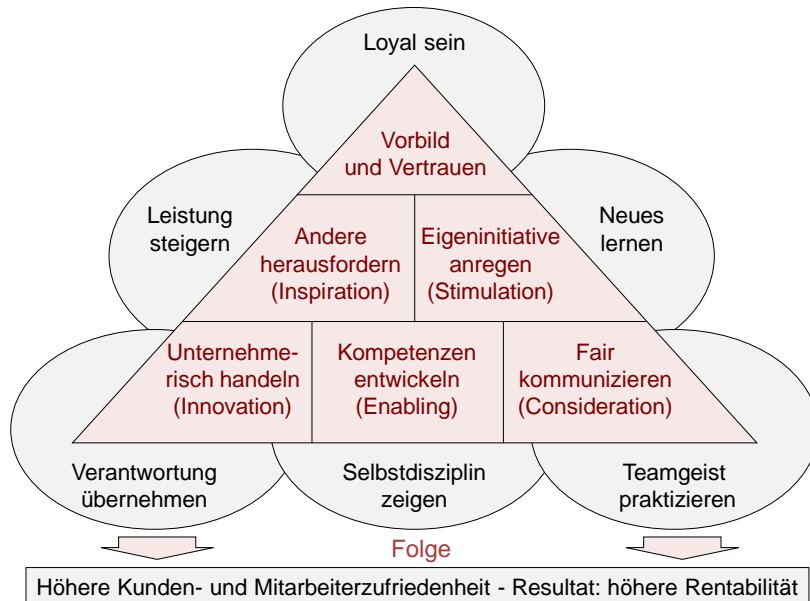 Loyal sein
Vorbild
und Vertrauen
Leistung
steigern
Neues
lernen
Andere
herausfordern
(Inspiration)
Eigeninitiative
anregen
(Stimulation)
Unternehme-
risch handeln
(Innovation)
Kompetenzen
entwickeln
(Enabling)
Fair
kommunizieren
(Consideration)
Verantwortung
übernehmen
Selbstdisziplin
zeigen
Teamgeist
praktizieren
Folge
Höhere Kunden- und Mitarbeiterzufriedenheit - Resultat: höhere Rentabilität